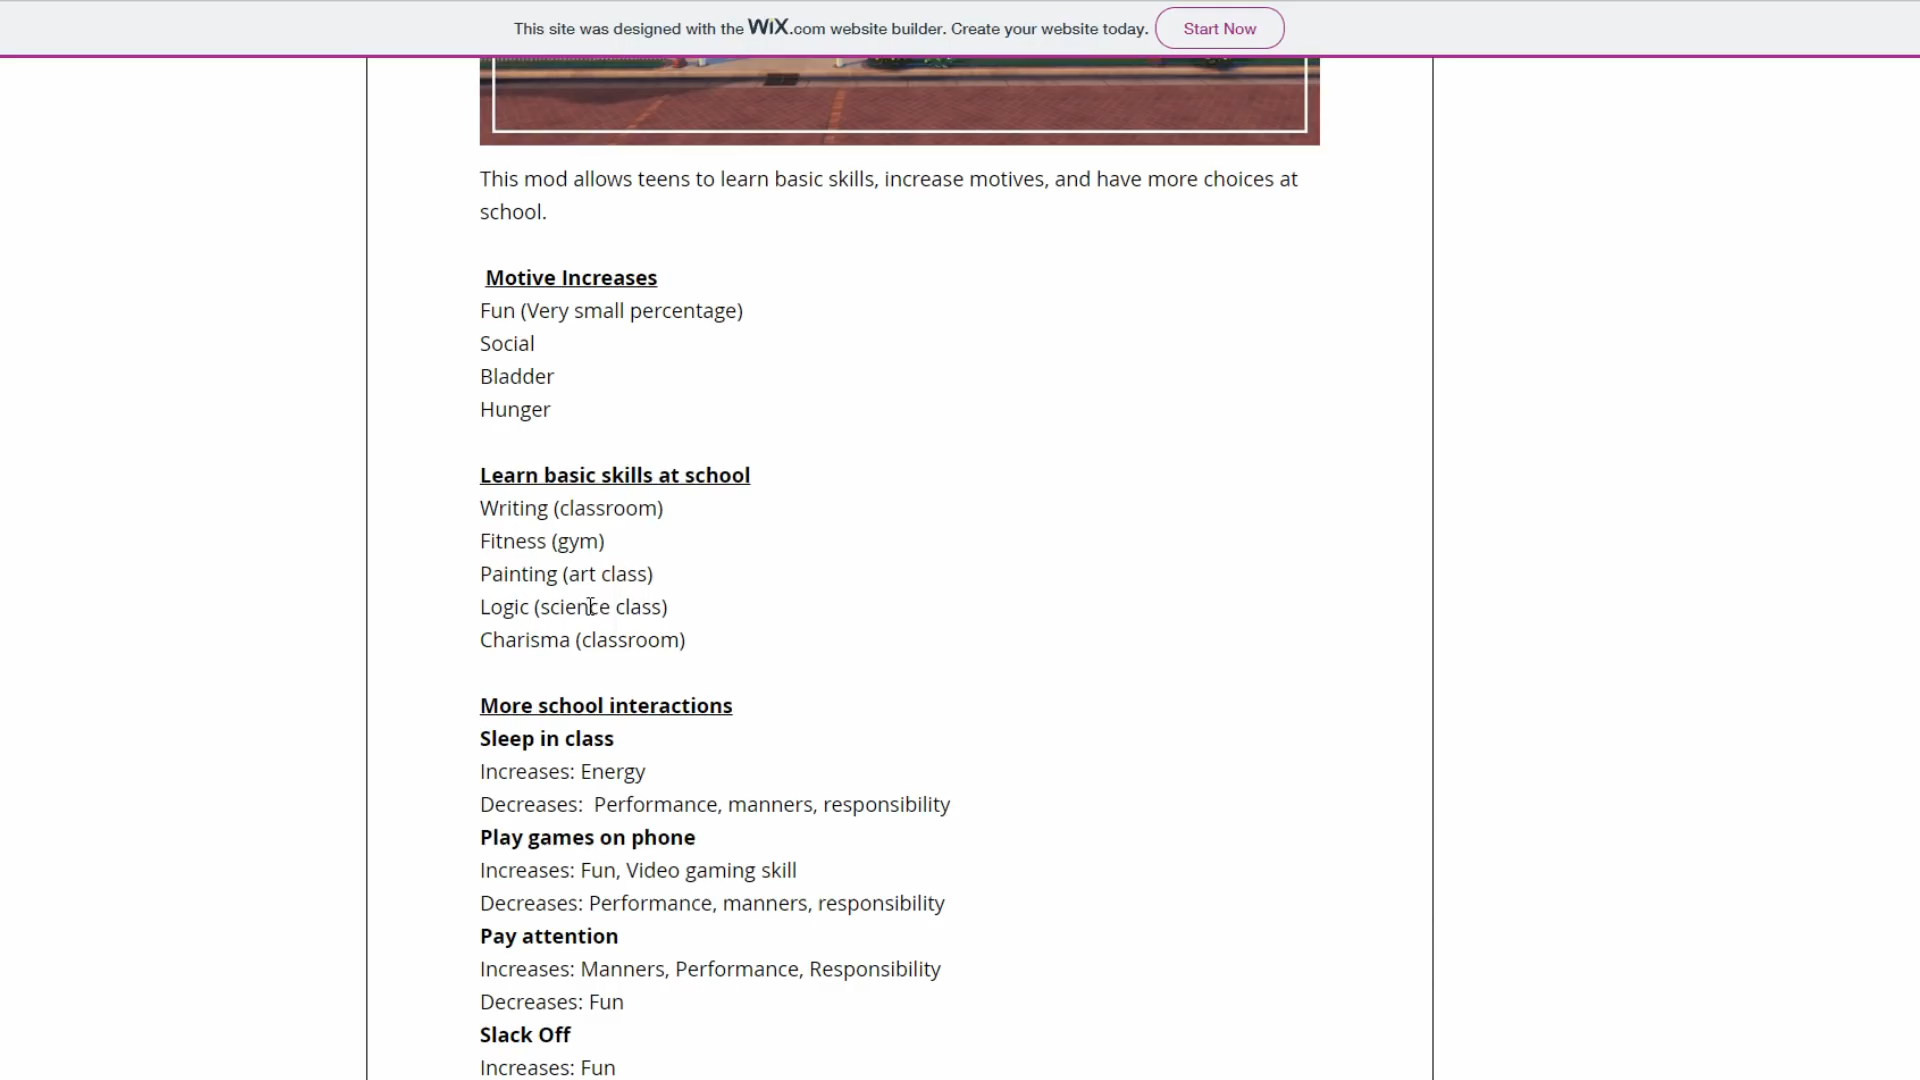 This site was designed with the WiX.com website builder. Create your website today.
Start Now
This mod allows teens to learn basic skills, increase motives, and have more choices at
school.
Motive Increases
Fun (Very small percentage)
Social
Bladder
Hunger
Learn basic skills at school
Writing (classroom)
Fitness (gym)
Painting (art class)
Logic (science class)
Charisma (classroom)
More school interactions
Sleep in class
Increases: Energy
Decreases:  Performance, manners, responsibility
Play games on phone
Increases: Fun, Video gaming skill
Decreases: Performance, manners, responsibility
Pay attention
Increases: Manners, Performance, Responsibility
Decreases: Fun
Slack Off
Increases: Fun